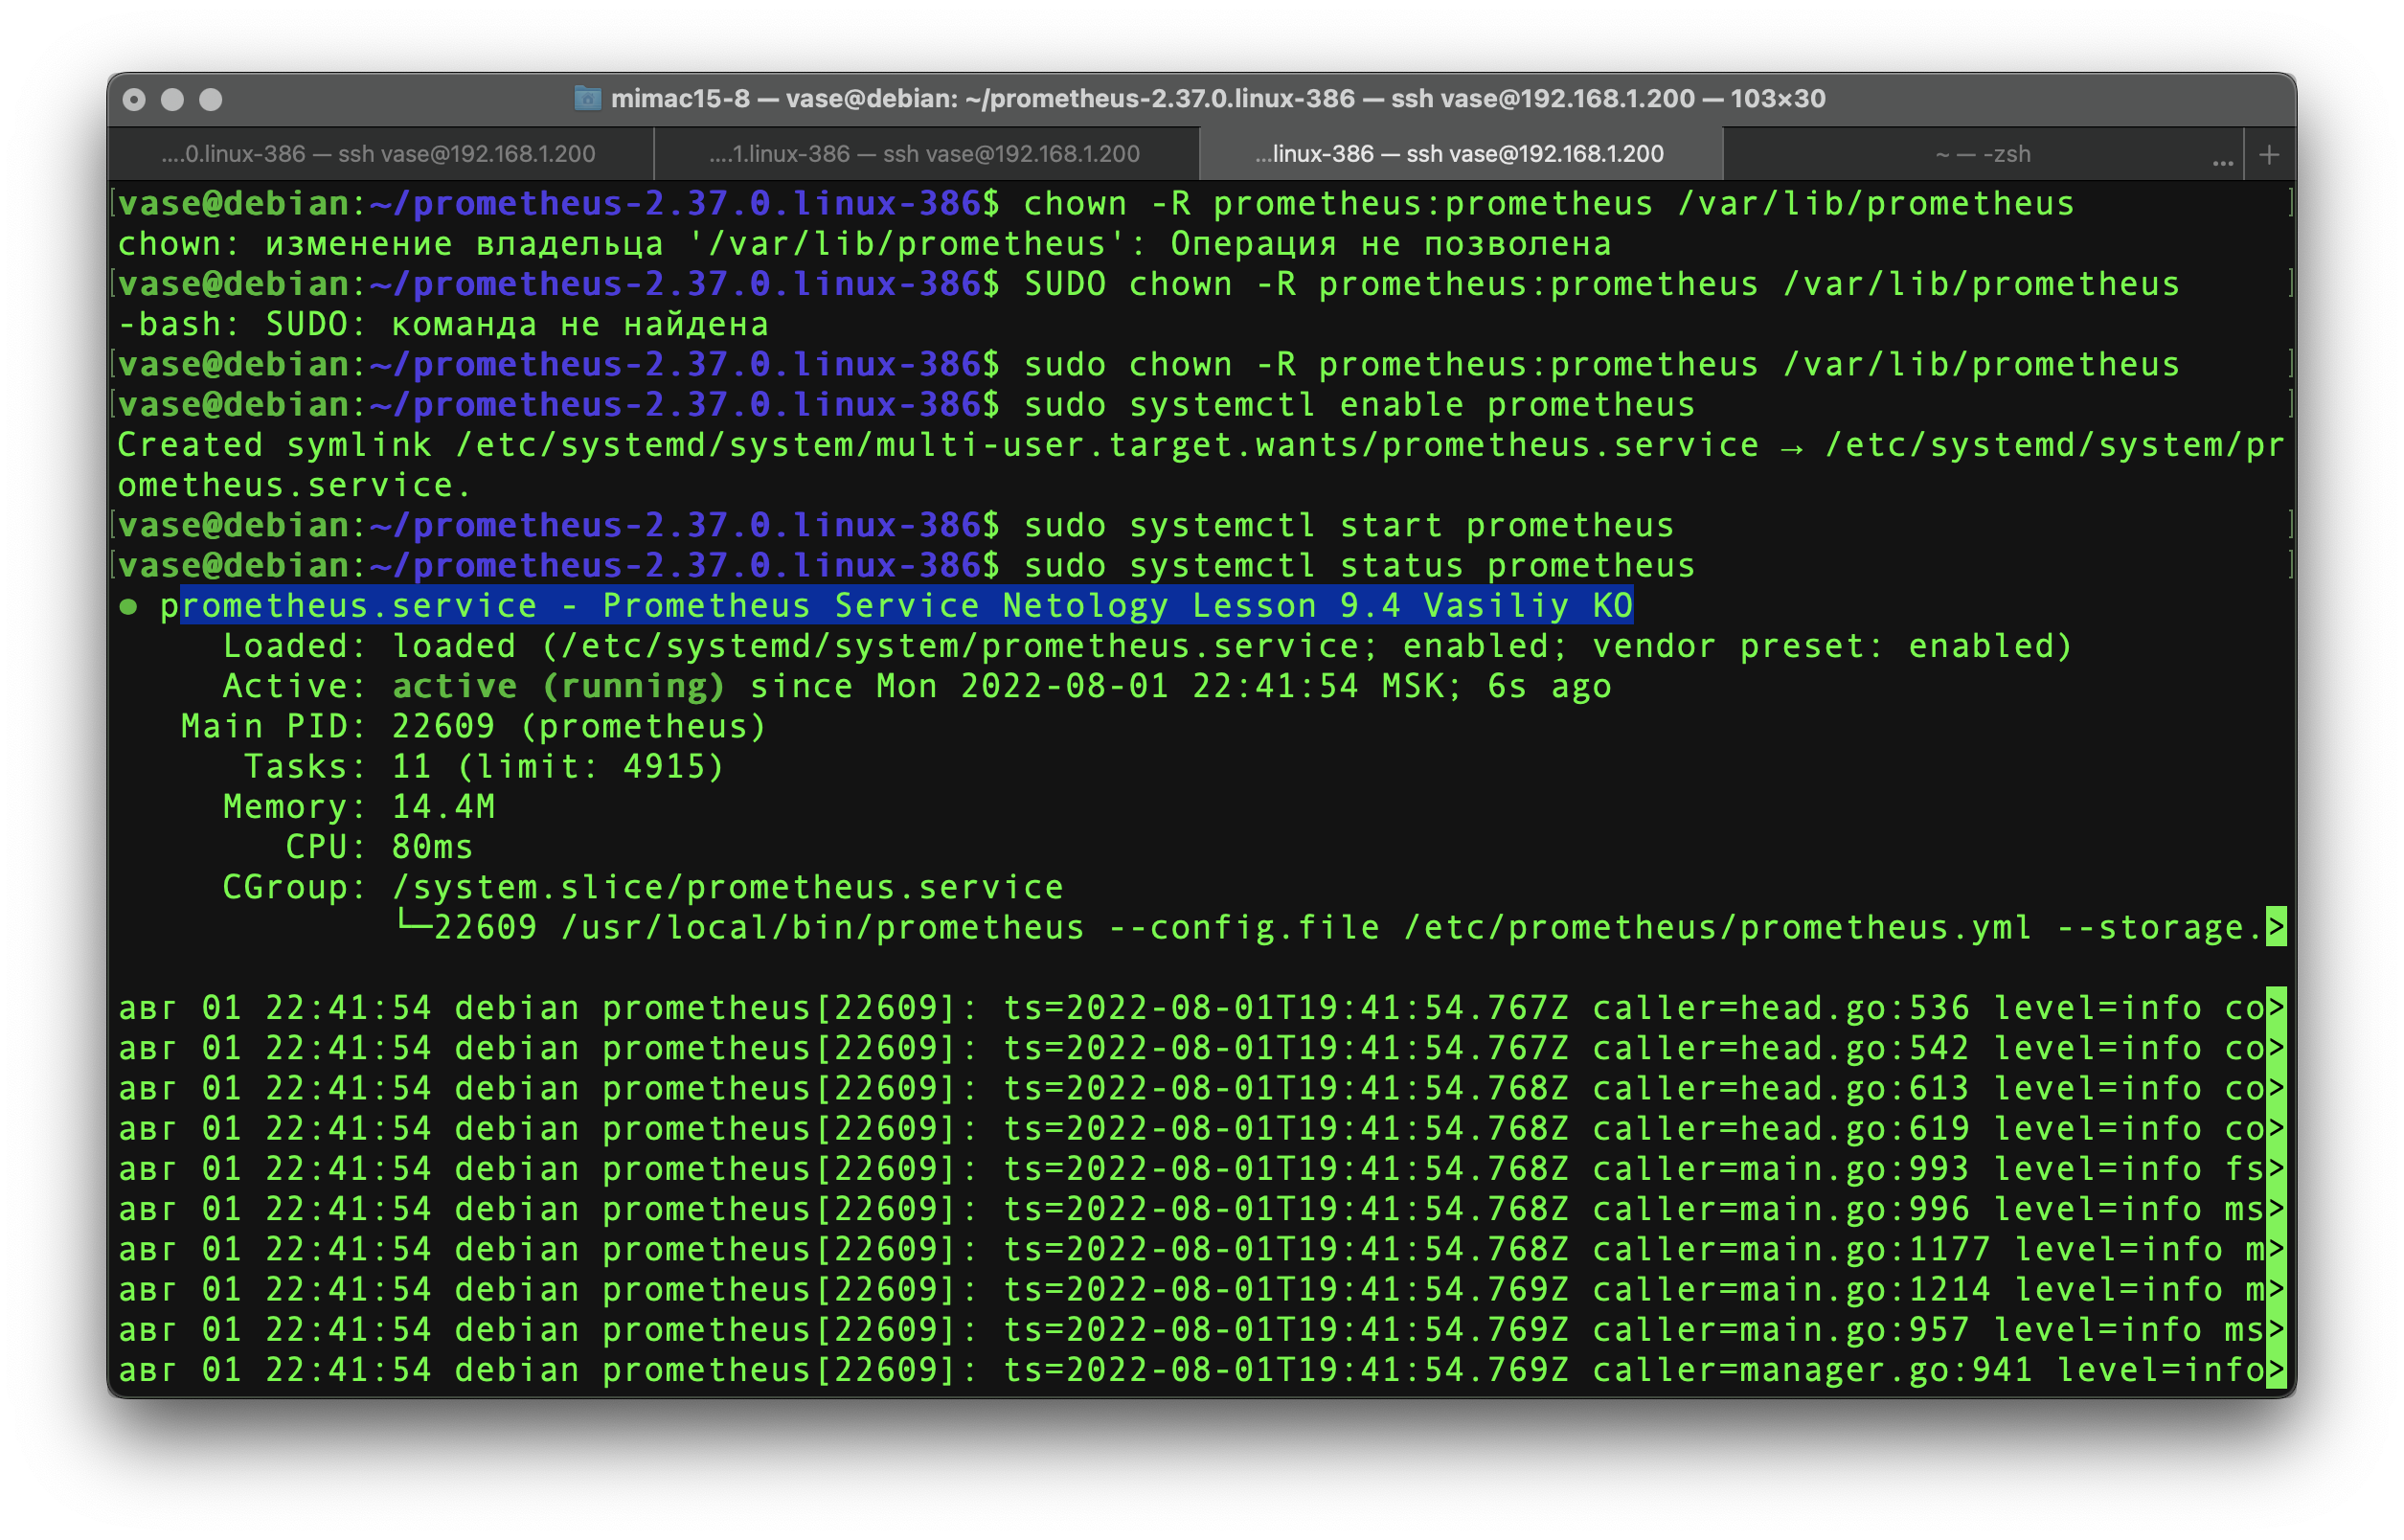 mimac15-8 — vase@debian: ~/prometheus-2.37.0.linux-386 — ssh vase@192.168.1.200 — 103×30
....0.linux-386 — ssh vase@192.168.1.200 ....1.linux-386 — ssh vase@192.168.1.200 ...linux-386 — ssh vase@192.168.1.200 ~ — -zsh ... +
[vase@debian:~/prometheus-2.37.0.linux-386$ chown -R prometheus:prometheus /var/lib/prometheus ]
chown: изменение владельца '/var/lib/prometheus': Операция не позволена
[vase@debian:~/prometheus-2.37.0.linux-386$ SUDO chown -R prometheus:prometheus /var/lib/prometheus ]
-bash: SUDO: команда не найдена
[vase@debian:~/prometheus-2.37.0.linux-386$ sudo chown -R prometheus:prometheus /var/lib/prometheus ]
[vase@debian:~/prometheus-2.37.0.linux-386$ sudo systemctl enable prometheus ]
Created symlink /etc/systemd/system/multi-user.target.wants/prometheus.service → /etc/systemd/system/pr
ometheus.service.
[vase@debian:~/prometheus-2.37.0.linux-386$ sudo systemctl start prometheus ]
[vase@debian:~/prometheus-2.37.0.linux-386$ sudo systemctl status prometheus ]
● prometheus.service - Prometheus Service Netology Lesson 9.4 Vasiliy KO
Loaded: loaded (/etc/systemd/system/prometheus.service; enabled; vendor preset: enabled)
Active: active (running) since Mon 2022-08-01 22:41:54 MSK; 6s ago
Main PID: 22609 (prometheus)
Tasks: 11 (limit: 4915)
Memory: 14.4M
CPU: 80ms
CGroup: /system.slice/prometheus.service
└─22609 /usr/local/bin/prometheus --config.file /etc/prometheus/prometheus.yml --storage.>
авг 01 22:41:54 debian prometheus[22609]: ts=2022-08-01T19:41:54.767Z caller=head.go:536 level=info co>
авг 01 22:41:54 debian prometheus[22609]: ts=2022-08-01T19:41:54.767Z caller=head.go:542 level=info co>
авг 01 22:41:54 debian prometheus[22609]: ts=2022-08-01T19:41:54.768Z caller=head.go:613 level=info co>
авг 01 22:41:54 debian prometheus[22609]: ts=2022-08-01T19:41:54.768Z caller=head.go:619 level=info co>
авг 01 22:41:54 debian prometheus[22609]: ts=2022-08-01T19:41:54.768Z caller=main.go:993 level=info fs>
авг 01 22:41:54 debian prometheus[22609]: ts=2022-08-01T19:41:54.768Z caller=main.go:996 level=info ms>
авг 01 22:41:54 debian prometheus[22609]: ts=2022-08-01T19:41:54.768Z caller=main.go:1177 level=info m>
авг 01 22:41:54 debian prometheus[22609]: ts=2022-08-01T19:41:54.769Z caller=main.go:1214 level=info m>
авг 01 22:41:54 debian prometheus[22609]: ts=2022-08-01T19:41:54.769Z caller=main.go:957 level=info ms>
авг 01 22:41:54 debian prometheus[22609]: ts=2022-08-01T19:41:54.769Z caller=manager.go:941 level=info>